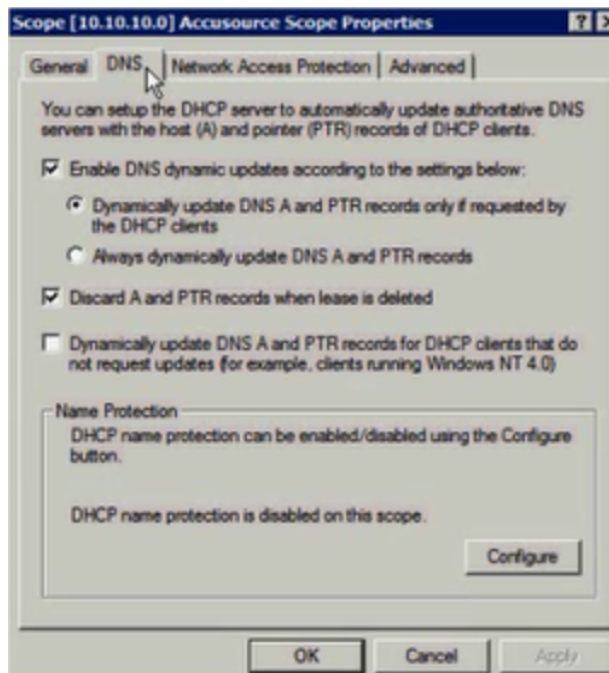 Scope [10.10.10.0] Accusource Scope Properties
General DNS Network Access Protection Advanced
You can setup the DHCP server to automatically update authoritative DNS
servers with the host (A) and pointer (PTR) records of DHCP clients.
Enable DNS dynamic updates according to the settings below:
Dynamically update DNS A and PTR records only if requested by
the DHCP clients
Always dynamically update DNS A and PTR records
Discard A and PTR records when lease is deleted
Dynamically update DNS A and PTR records for DHCP clients that do
not request updates (for example, clients running Windows NT 4.0)
Name Protection
DHCP name protection can be enabled/disabled using the Configure
button.
DHCP name protection is disabled on this scope.
Configure
OK Cancel Apply